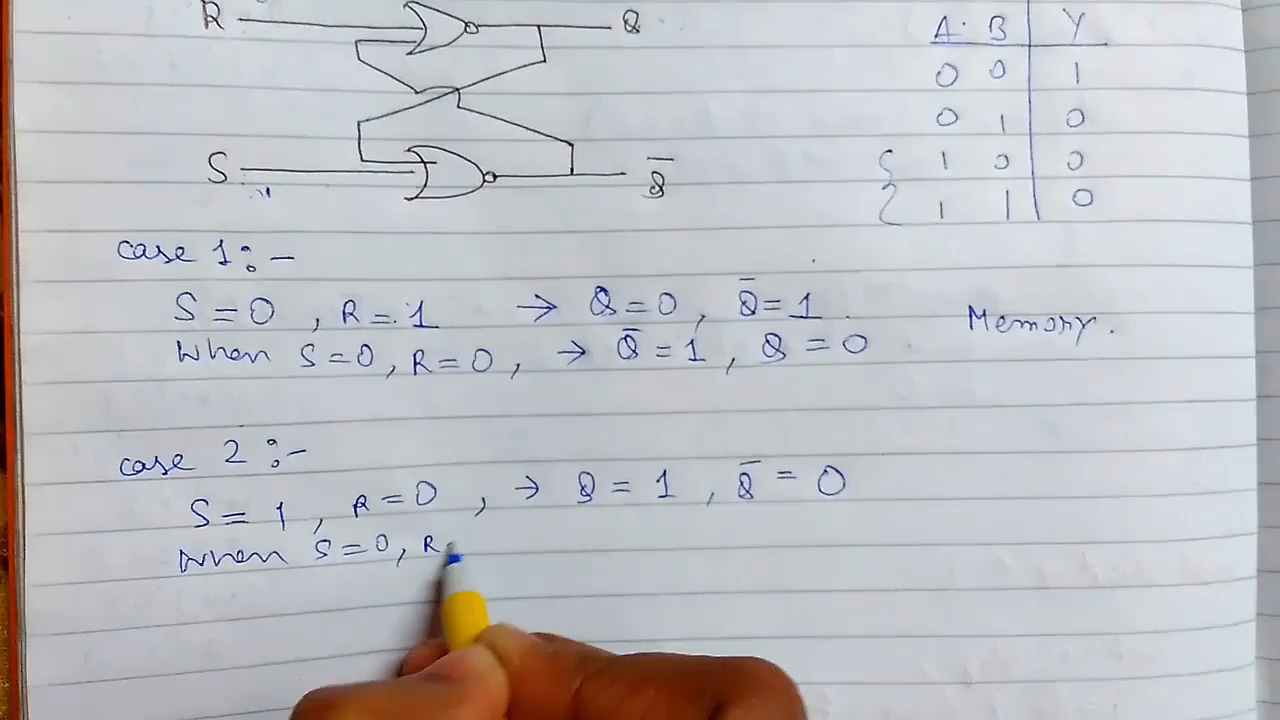 R Q
S Q̅
A B Y
0 0 1
0 1 0
1 0 0
1 1 0
case 1:-
S=0, R=1 → Q=0, Q̅=1
When S=0, R=0, → Q̅=1, Q=0
Memory.
case 2:-
S=1, R=0, → Q=1, Q̅=0
When S=0, R